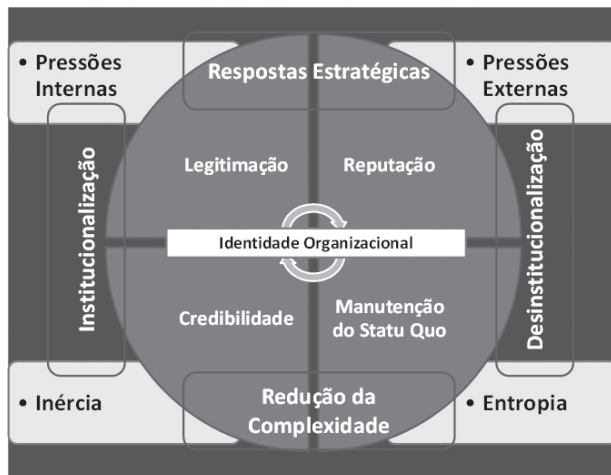 • Pressões
Internas
Respostas Estratégicas
• Pressões
Externas
Institucionalização
Legitimação
Reputação
Desinstitucionalização
Identidade Organizacional
Credibilidade
Manutenção
do Statu Quo
• Inércia
Redução da
Complexidade
• Entropia